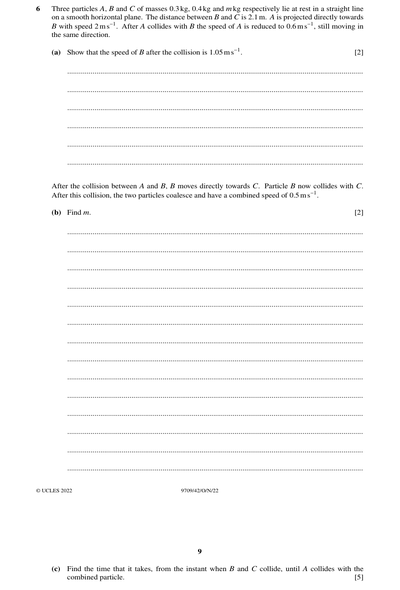 6 Three particles A, B and C of masses 0.3 kg, 0.4 kg and m kg respectively lie at rest in a straight line
on a smooth horizontal plane. The distance between B and C is 2.1 m. A is projected directly towards
B with speed 2 m s⁻¹. After A collides with B the speed of A is reduced to 0.6 m s⁻¹, still moving in
the same direction.
(a) Show that the speed of B after the collision is 1.05 m s⁻¹. [2]
After the collision between A and B, B moves directly towards C. Particle B now collides with C.
After this collision, the two particles coalesce and have a combined speed of 0.5 m s⁻¹.
(b) Find m. [2]
© UCLES 2022 9709/42/O/N/22
9
(c) Find the time that it takes, from the instant when B and C collide, until A collides with the
combined particle. [5]